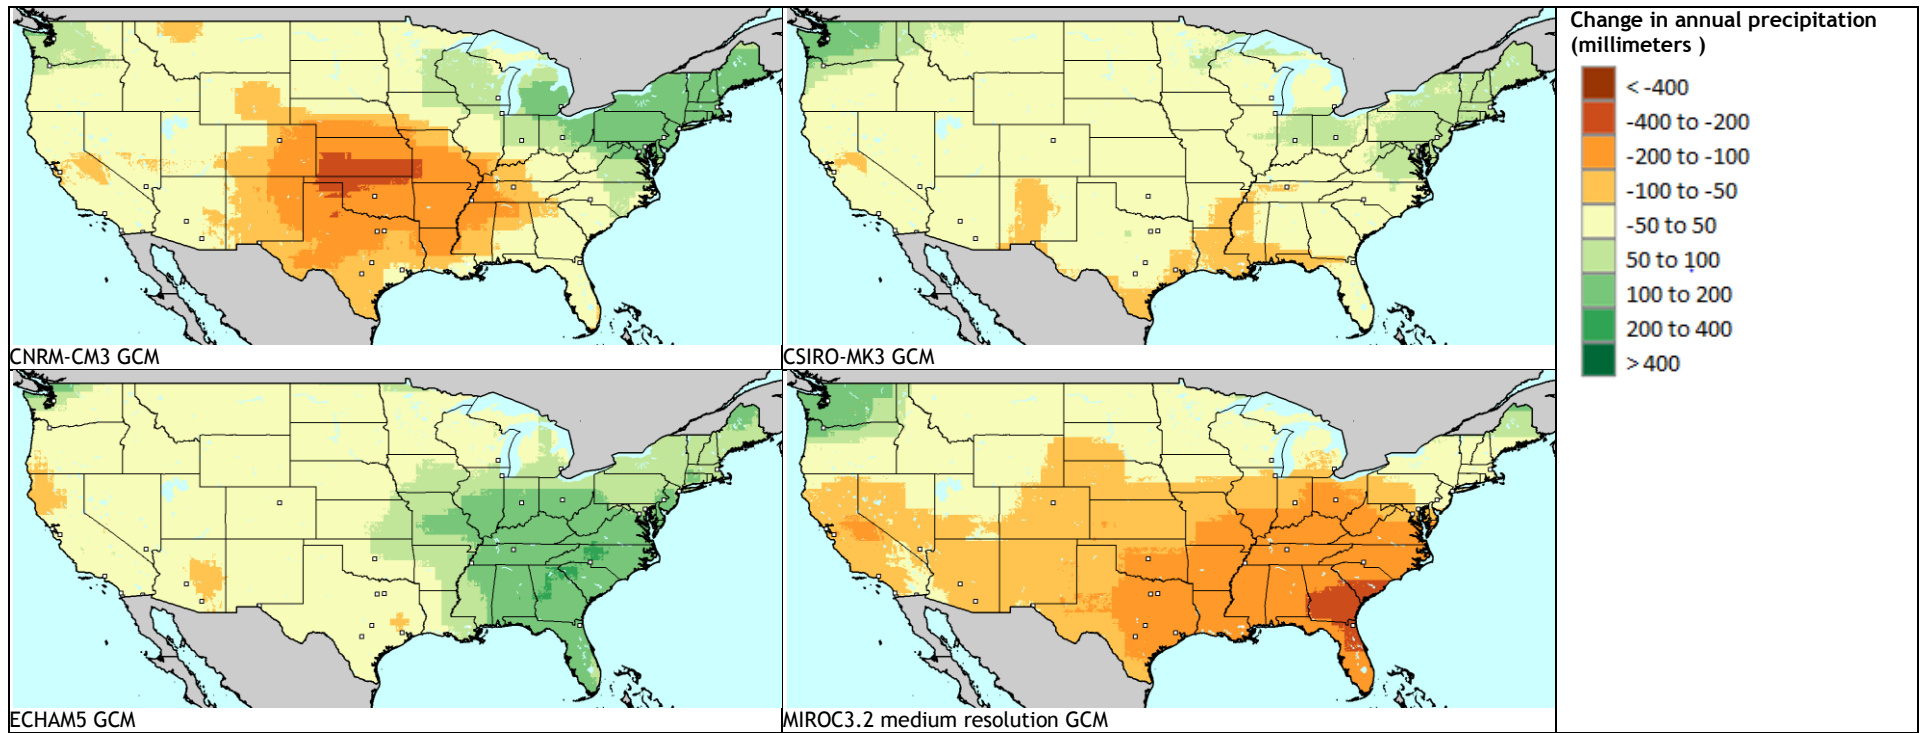 CNRM-CM3 GCM
CSIRO-MK3 GCM
ECHAM5 GCM
MIROC3.2 medium resolution GCM
Change in annual precipitation
(millimeters )
< -400
-400 to -200
-200 to -100
-100 to -50
-50 to 50
50 to 100
100 to 200
200 to 400
> 400